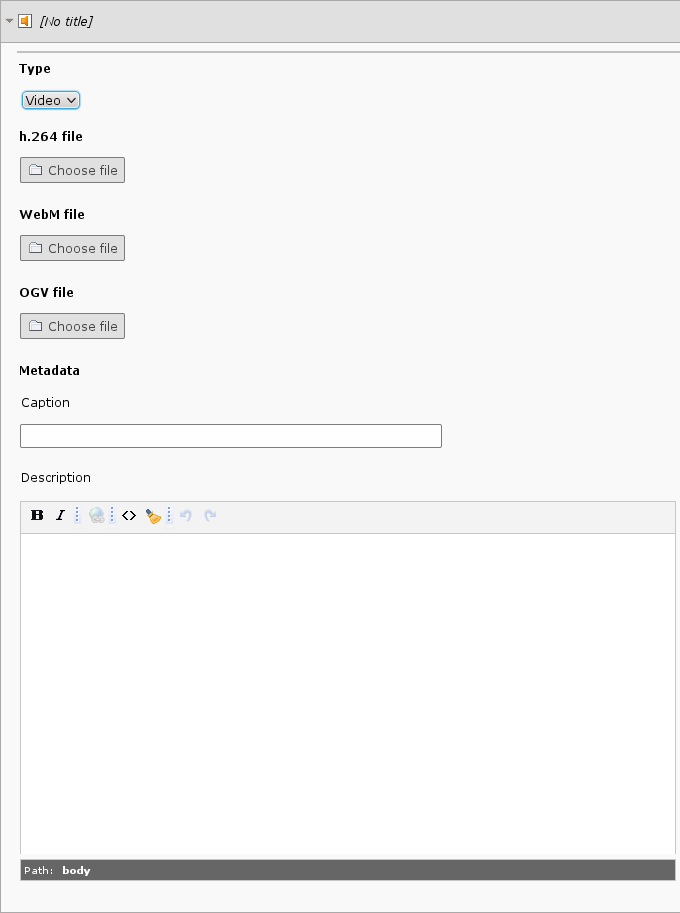 [No title]
Type
Video
h.264 file
Choose file
WebM file
Choose file
OGV file
Choose file
Metadata
Caption
Description
B I <>
Path: body